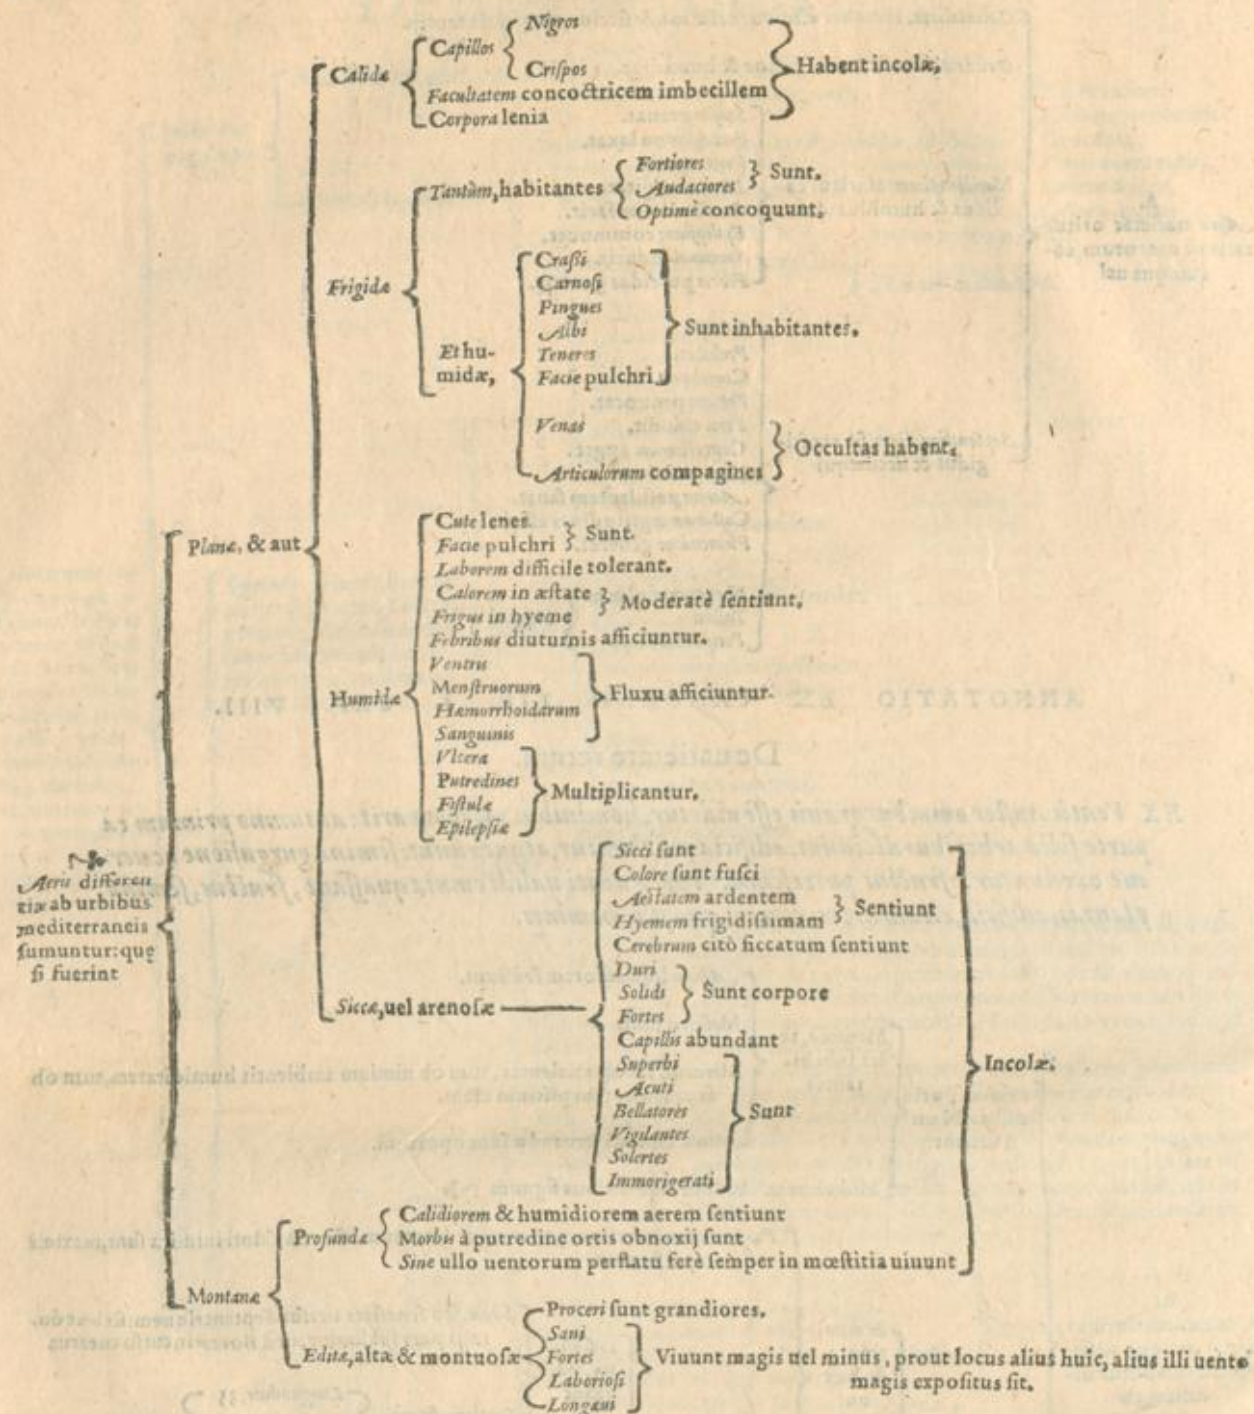 Nigros
Capillos
Criſpos
Habent incolæ,
Calidæ
Facultatem concoctricem imbecillem
Corpora lenia
Tantùm, habitantes
Fortiores
Audaciores
Sunt.
Optimè concoquunt.
Frigidæ
Craſſi
Carnoſi
Pingues
Albi
Teneres
Facie pulchri
Sunt inhabitantes.
Et hu-
midæ,
Venas
Articulorum compagines
Occultas habent.
Planæ, & aut
Cute lenes
Facie pulchri
Sunt.
Laborem difficile tolerant.
Calorem in æſtate
Frigus in hyeme
Moderatè ſentiunt.
Febribus diuturnis afficiuntur.
Humidæ
Ventris
Menſtruorum
Hæmorrhoidarum
Sanguinis
Fluxu afficiuntur.
Vlcera
Putredines
Fiſtulæ
Epilepſiæ
Multiplicantur.
Aeris differen
tiæ ab urbibus
mediterraneis
ſumuntur: quę
ſi fuerint
Sicci ſunt
Colore ſunt fuſci
Aeſtatem ardentem
Hyemem frigidiſsimam
Sentiunt
Cerebrum citò ſiccatum ſentiunt
Siccæ, uel arenoſæ
Duri
Solidi
Fortes
Sunt corpore
Capillis abundant
Superbi
Acuti
Bellatores
Vigilantes
Solertes
Immorigerati
Sunt
Incolæ.
Montanæ
Profundæ
Calidiorem & humidiorem aerem ſentiunt
Morbis à putredine ortis obnoxij ſunt
Sine ullo uentorum perflatu ferè ſemper in mœſtitia uiuunt
Editæ, altæ & montuoſæ
Proceri ſunt grandiores.
Sani
Fortes
Laborioſi
Longæui
Viuunt magis uel minus, prout locus alius huic, alius illi uento
magis expoſitus ſit.